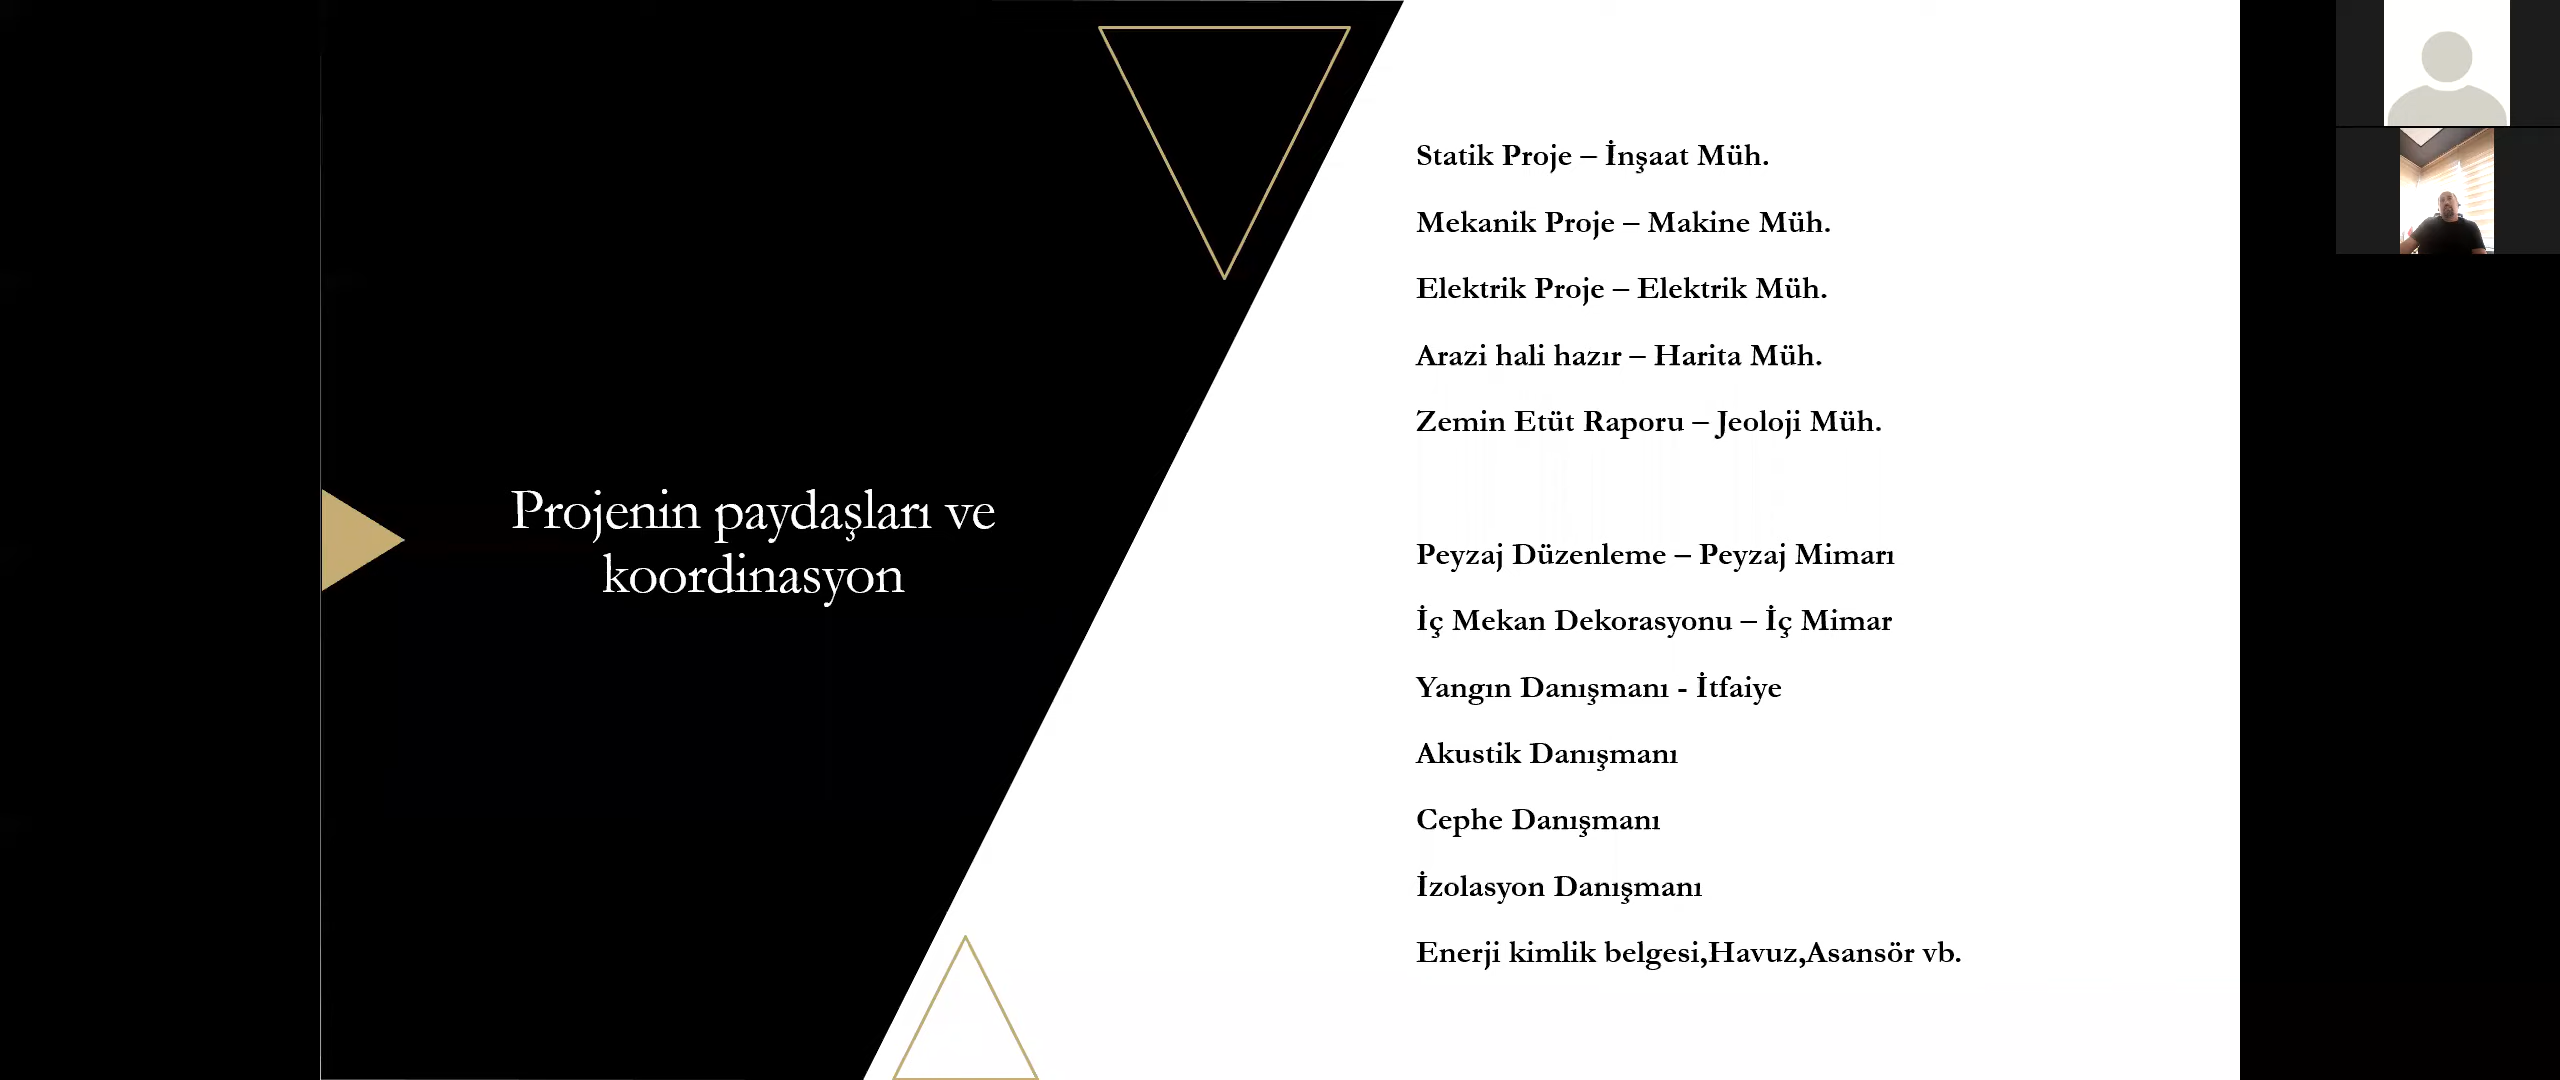 Projenin paydaşları ve
koordinasyon
Statik Proje – İnşaat Müh.
Mekanik Proje – Makine Müh.
Elektrik Proje – Elektrik Müh.
Arazi hali hazır – Harita Müh.
Zemin Etüt Raporu – Jeoloji Müh.
Peyzaj Düzenleme – Peyzaj Mimarı
İç Mekan Dekorasyonu – İç Mimar
Yangın Danışmanı - İtfaiye
Akustik Danışmanı
Cephe Danışmanı
İzolasyon Danışmanı
Enerji kimlik belgesi,Havuz,Asansör vb.